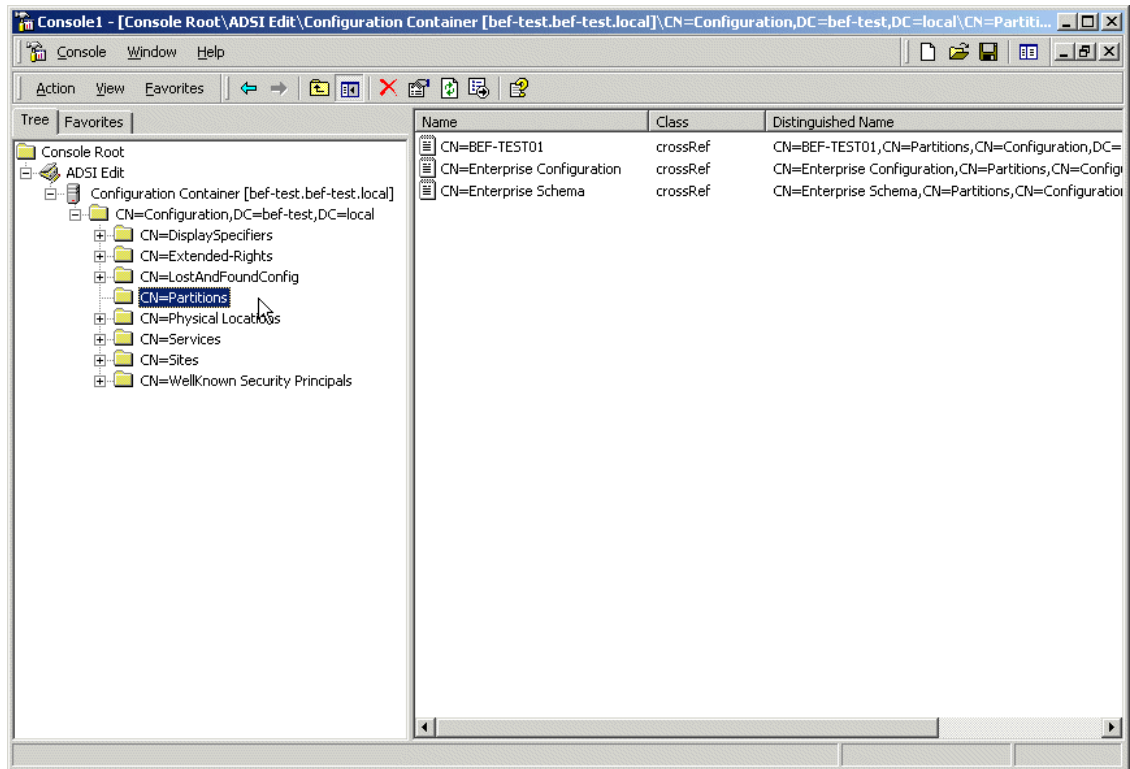 Console1 - [Console Root\ADSI Edit\Configuration Container [bef-test.bef-test.local]\CN=Configuration,DC=bef-test,DC=local\CN=Partiti...
Console Window Help
Action View Favorites
Tree Favorites
Console Root
ADSI Edit
Configuration Container [bef-test.bef-test.local]
CN=Configuration,DC=bef-test,DC=local
CN=DisplaySpecifiers
CN=Extended-Rights
CN=LostAndFoundConfig
CN=Partitions
CN=Physical Locations
CN=Services
CN=Sites
CN=WellKnown Security Principals
Name Class Distinguished Name
CN=BEF-TEST01 crossRef CN=BEF-TEST01,CN=Partitions,CN=Configuration,DC=
CN=Enterprise Configuration crossRef CN=Enterprise Configuration,CN=Partitions,CN=Config
CN=Enterprise Schema crossRef CN=Enterprise Schema,CN=Partitions,CN=Configuration